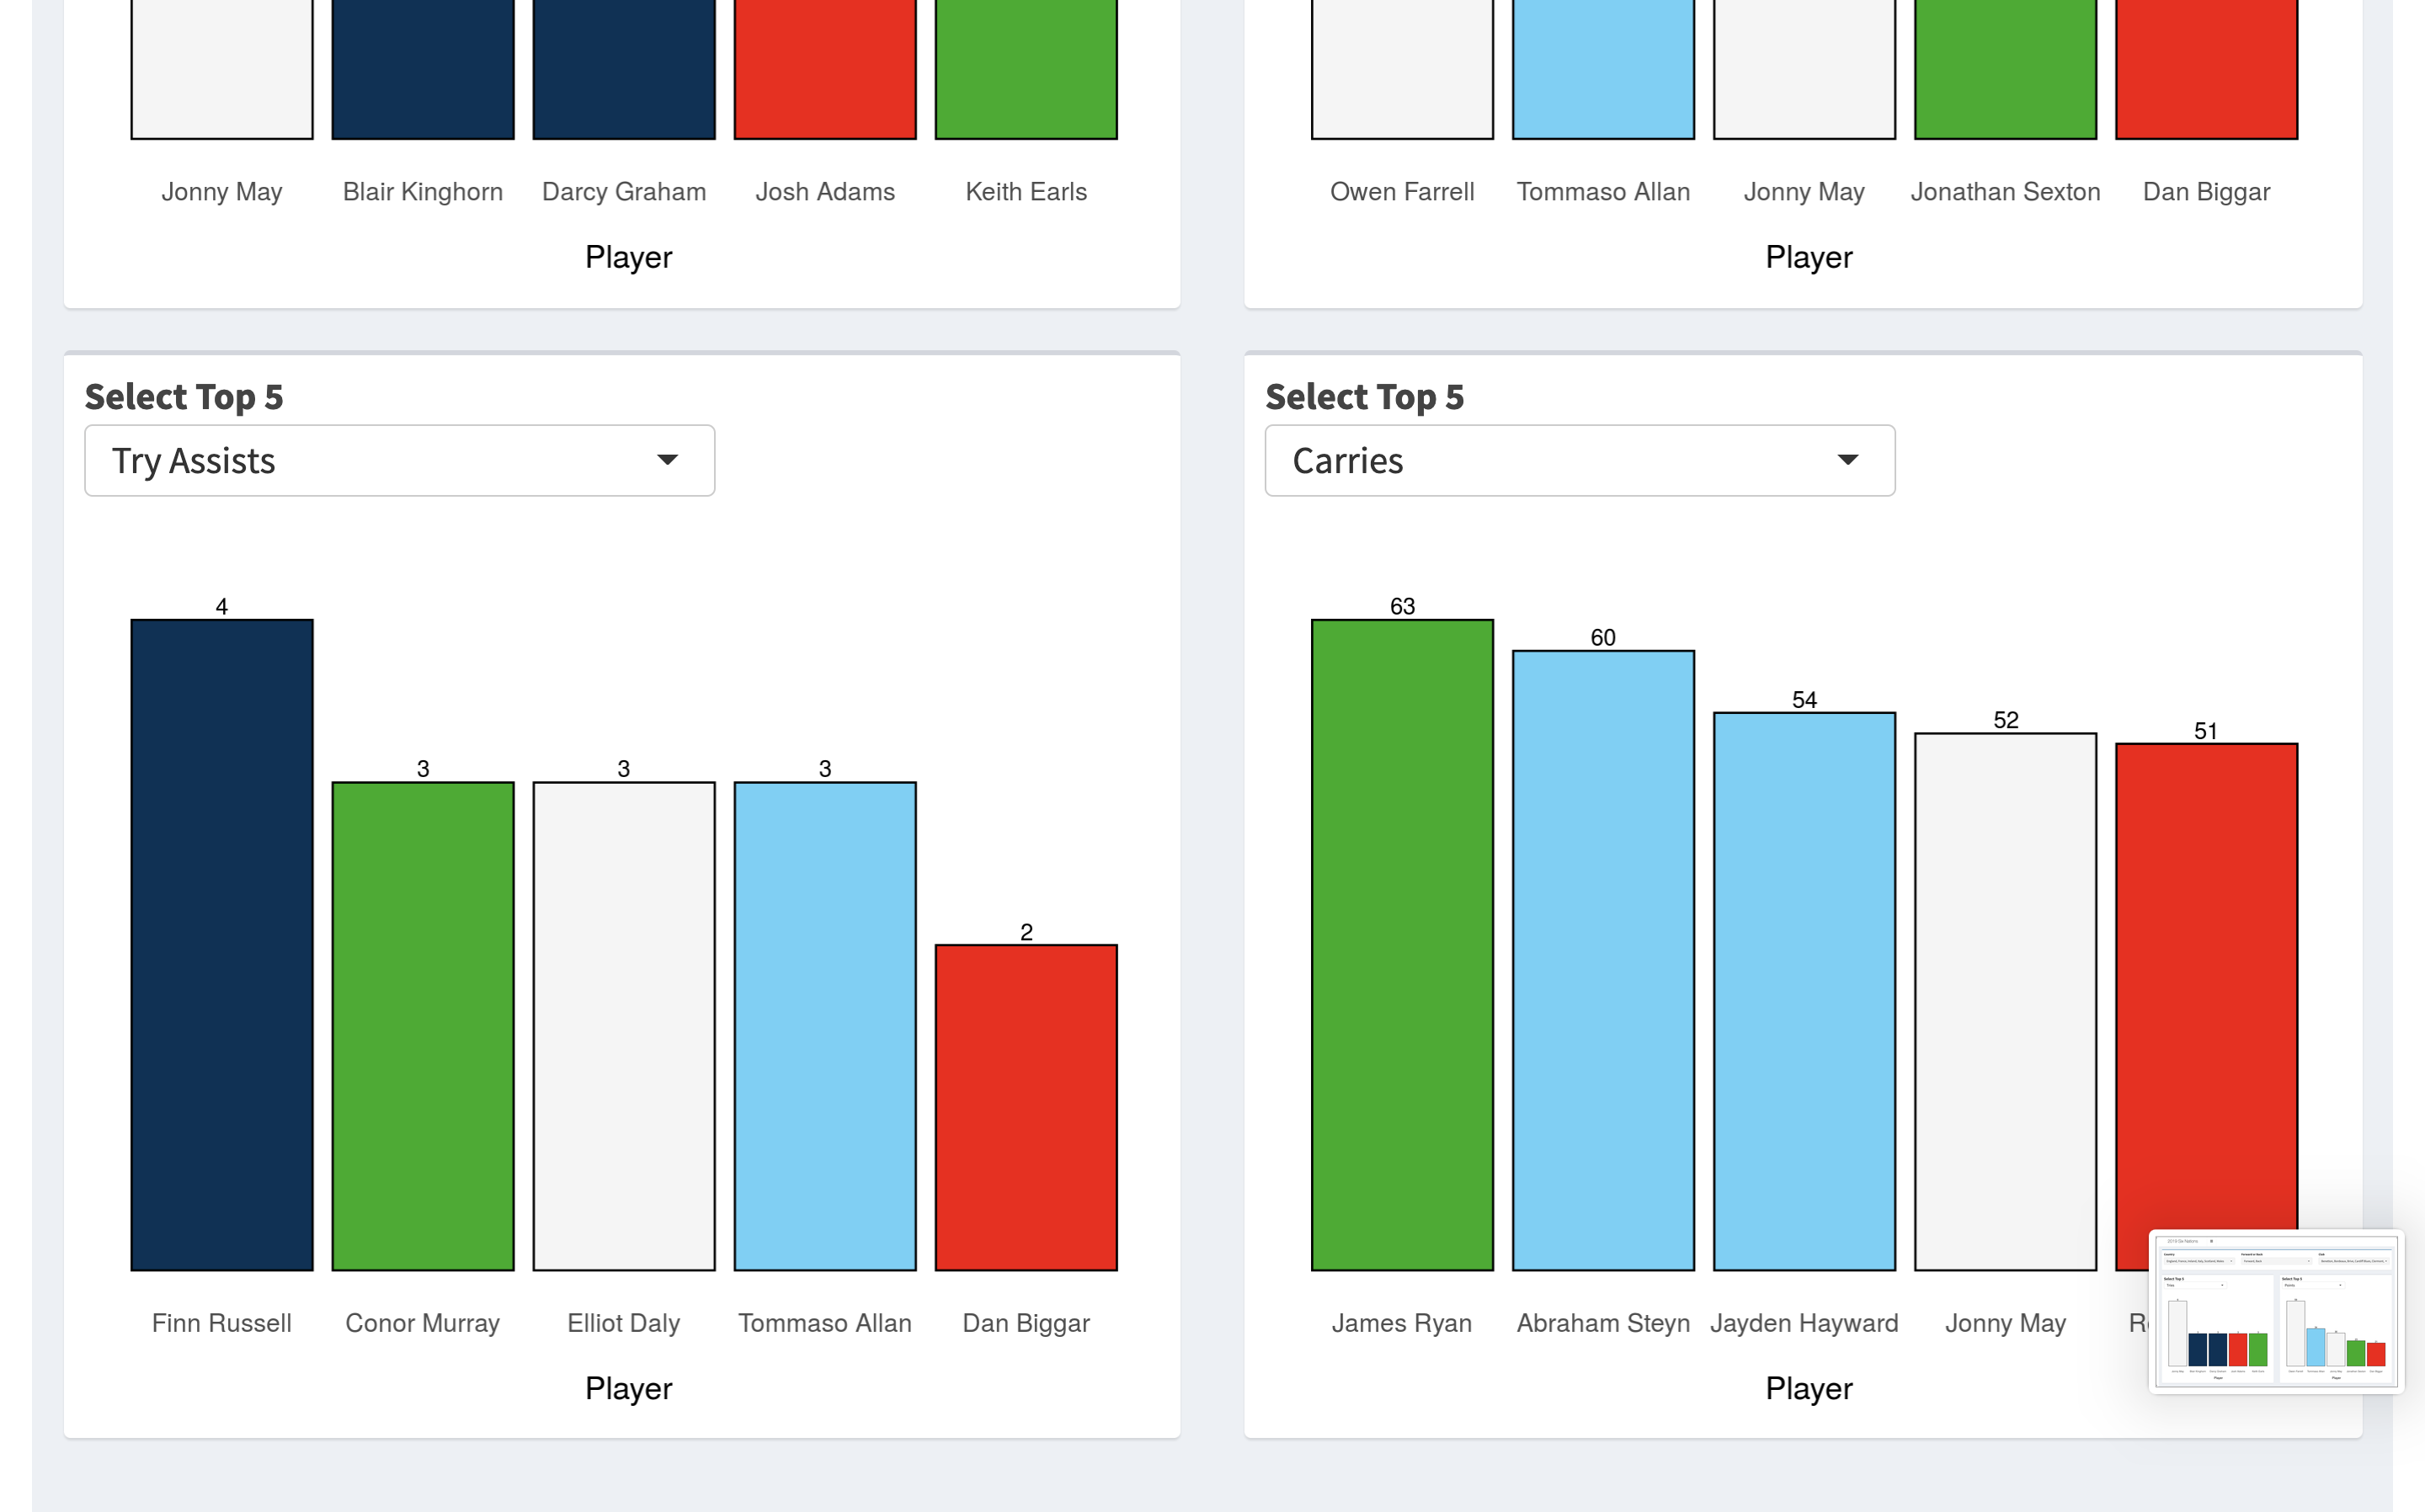 Jonny May Blair Kinghorn Darcy Graham Josh Adams Keith Earls
Player
Owen Farrell Tommaso Allan Jonny May Jonathan Sexton Dan Biggar
Player
Select Top 5
Try Assists
4
3 3 3
2
Finn Russell Conor Murray Elliot Daly Tommaso Allan Dan Biggar
Player
Select Top 5
Carries
63
60
54
52
51
James Ryan Abraham Steyn Jayden Hayward Jonny May
Player